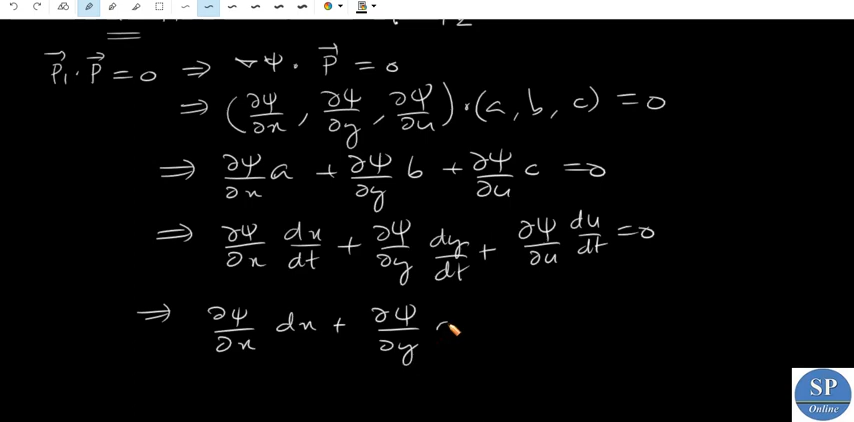 P⃗₁ · P⃗ = 0 ⇒ ∇Ψ · P⃗ = 0
⇒ (∂Ψ/∂x, ∂Ψ/∂y, ∂Ψ/∂u) · (a, b, c) = 0
⇒ ∂Ψ/∂x a + ∂Ψ/∂y b + ∂Ψ/∂u c = 0
⇒ ∂Ψ/∂x dx/dt + ∂Ψ/∂y dy/dt + ∂Ψ/∂u du/dt = 0
⇒ ∂Ψ/∂x dx + ∂Ψ/∂y
SP
Online